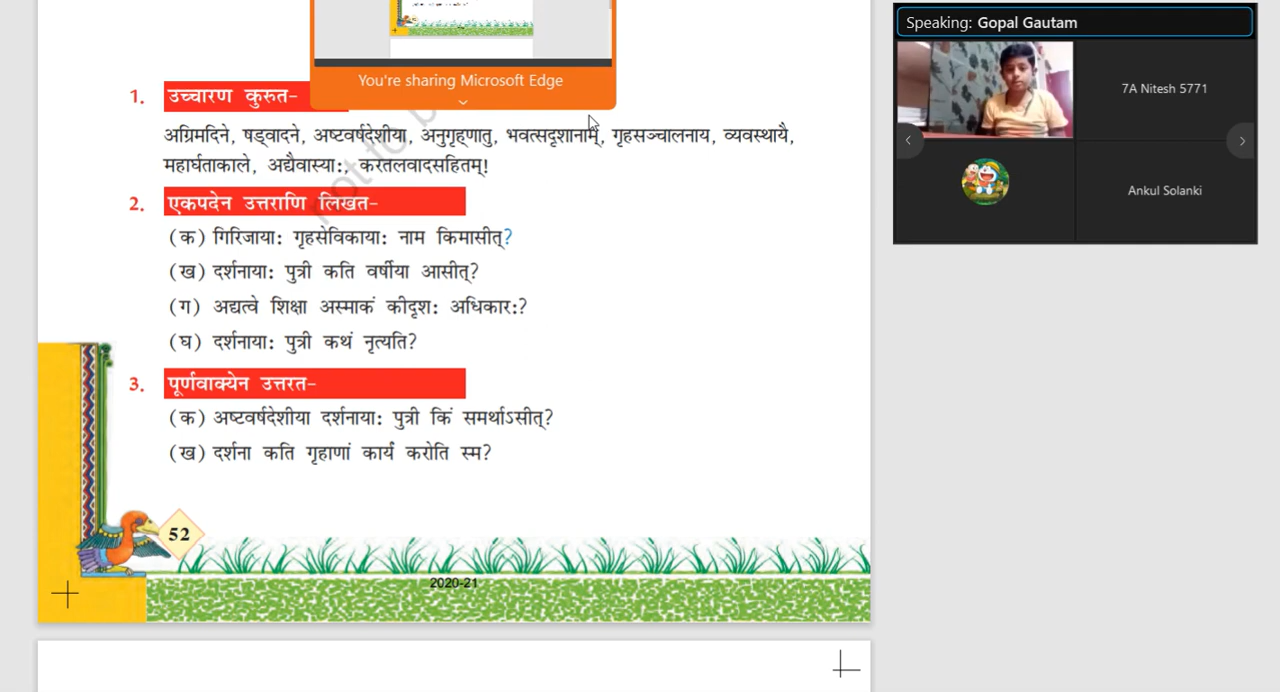 You're sharing Microsoft Edge
Speaking: Gopal Gautam
7A Nitesh 5771
Ankul Solanki
1. उच्चारण कुरुत-
अग्रिमदिने, षड्वादने, अष्टवर्षदेशीया, अनुगृह्णातु, भवत्सदृशानाम्, गृहसञ्चालनाय, व्यवस्थायै,
महार्घताकाले, अद्यैवास्या:, करतलवादसहितम्!
2. एकपदेन उत्तराणि लिखत-
(क) गिरिजाया: गृहसेविकाया: नाम किमासीत्?
(ख) दर्शनाया: पुत्री कति वर्षीया आसीत्?
(ग) अद्यत्वे शिक्षा अस्माकं कीदृश: अधिकार:?
(घ) दर्शनाया: पुत्री कथं नृत्यति?
3. पूर्णवाक्येन उत्तरत-
(क) अष्टवर्षदेशीया दर्शनाया: पुत्री किं समर्थाऽसीत्?
(ख) दर्शना कति गृहाणां कार्यं करोति स्म?
52
2020-21